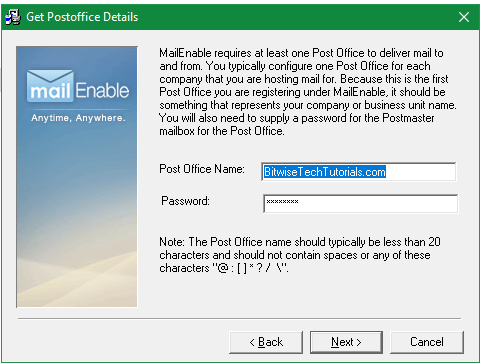 Get Postoffice Details
MailEnable requires at least one Post Office to deliver mail to
and from. You typically configure one Post Office for each
company that you are hosting mail for. Because this is the first
Post Office you are registering under MailEnable, it should be
something that represents your company or business unit name.
You will also need to supply a password for the Postmaster
mailbox for the Post Office.
mail Enable
Anytime, Anywhere.
Post Office Name: BitwiseTechTutorials.com
Password: ********
Note: The Post Office name should typically be less than 20
characters and should not contain spaces or any of these
characters "@ : [ ] * ? / \".
< Back Next > Cancel